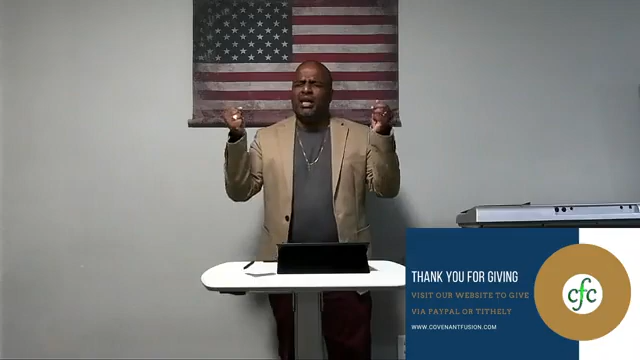 THANK YOU FOR GIVING
VISIT OUR WEBSITE TO GIVE
VIA PAYPAL OR TITHELY
WWW.COVENANTFUSION.COM
cfc